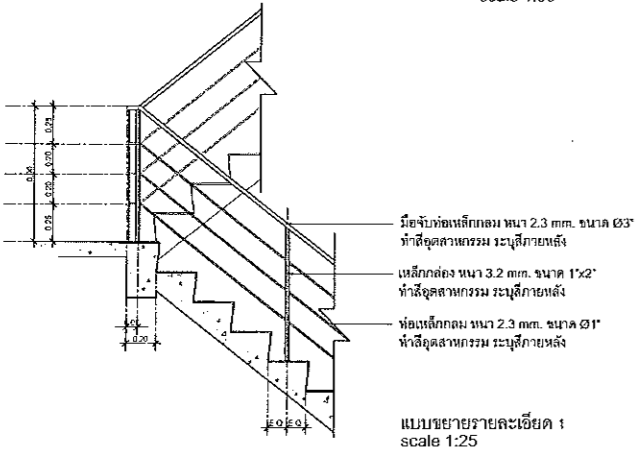 0.25
0.20
0.20
0.25
0.20
มือจับท่อเหล็กกลม หนา 2.3 mm. ขนาด Ø3"
ทำสีอุตสาหกรรม ระบุสีภายหลัง
เหล็กกล่อง หนา 3.2 mm. ขนาด 1"x2"
ทำสีอุตสาหกรรม ระบุสีภายหลัง
ท่อเหล็กกลม หนา 2.3 mm. ขนาด Ø1"
ทำสีอุตสาหกรรม ระบุสีภายหลัง
แบบขยายรายละเอียด 1
scale 1:25